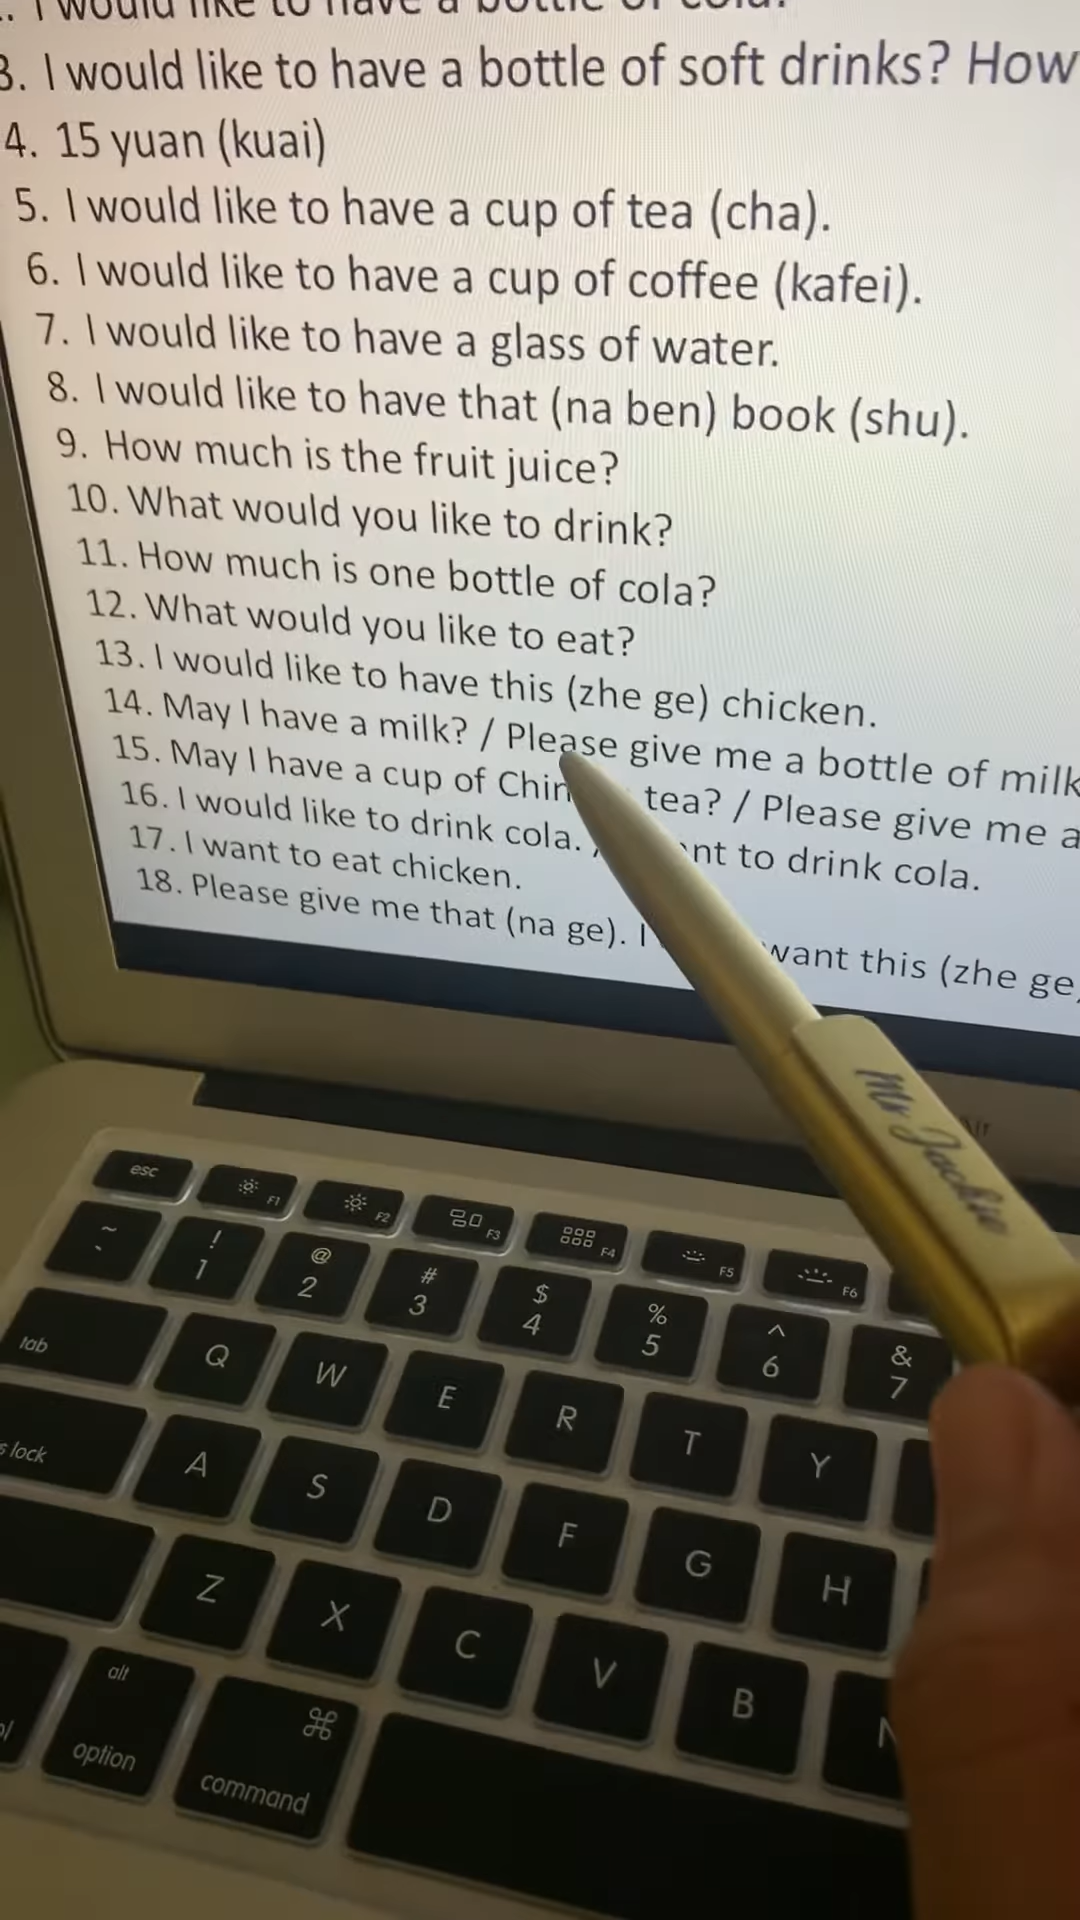 I would like to have a bottle of cola.
3. I would like to have a bottle of soft drinks? How
4. 15 yuan (kuai)
5. I would like to have a cup of tea (cha).
6. I would like to have a cup of coffee (kafei).
7. I would like to have a glass of water.
8. I would like to have that (na ben) book (shu).
9. How much is the fruit juice?
10. What would you like to drink?
11. How much is one bottle of cola?
12. What would you like to eat?
13. I would like to have this (zhe ge) chicken.
14. May I have a milk? / Please give me a bottle of milk
15. May I have a cup of Chin tea? / Please give me a
16. I would like to drink cola. / nt to drink cola.
17. I want to eat chicken.
18. Please give me that (na ge). I want this (zhe ge
Mr Jackie
Air
esc F1 F2 F3 F4 F5 F6
~ ! @ # $ % ^ &
` 1 2 3 4 5 6 7
tab Q W E R T Y
s lock A S D F G H
Z X C V B N
alt ⌘
option command